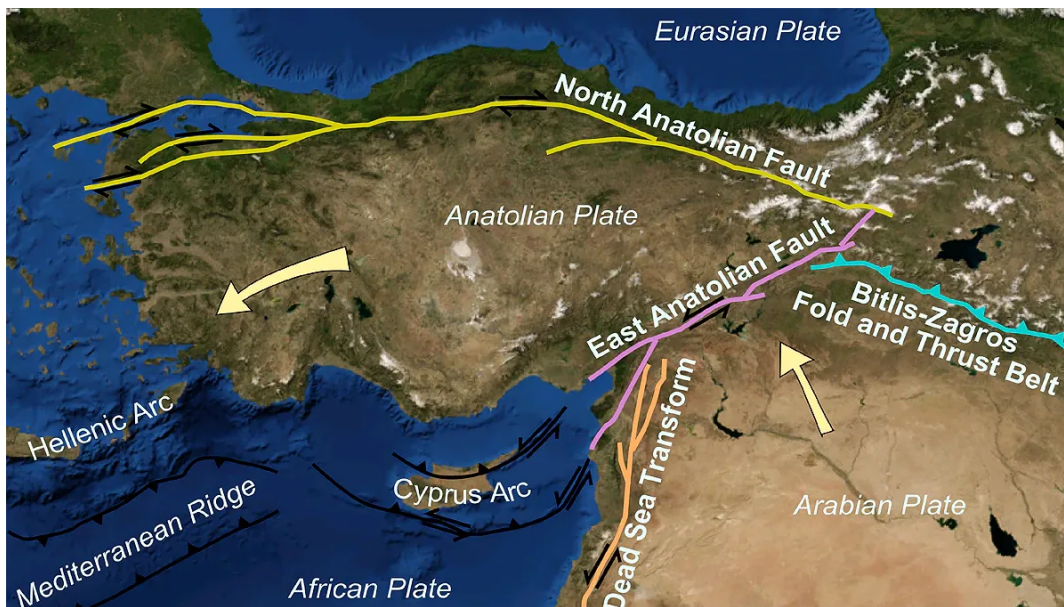 Eurasian Plate
North Anatolian Fault
Anatolian Plate
East Anatolian Fault
Bitlis-Zagros
Fold and Thrust Belt
Hellenic Arc
Cyprus Arc
Dead Sea Transform
Arabian Plate
Mediterranean Ridge
African Plate